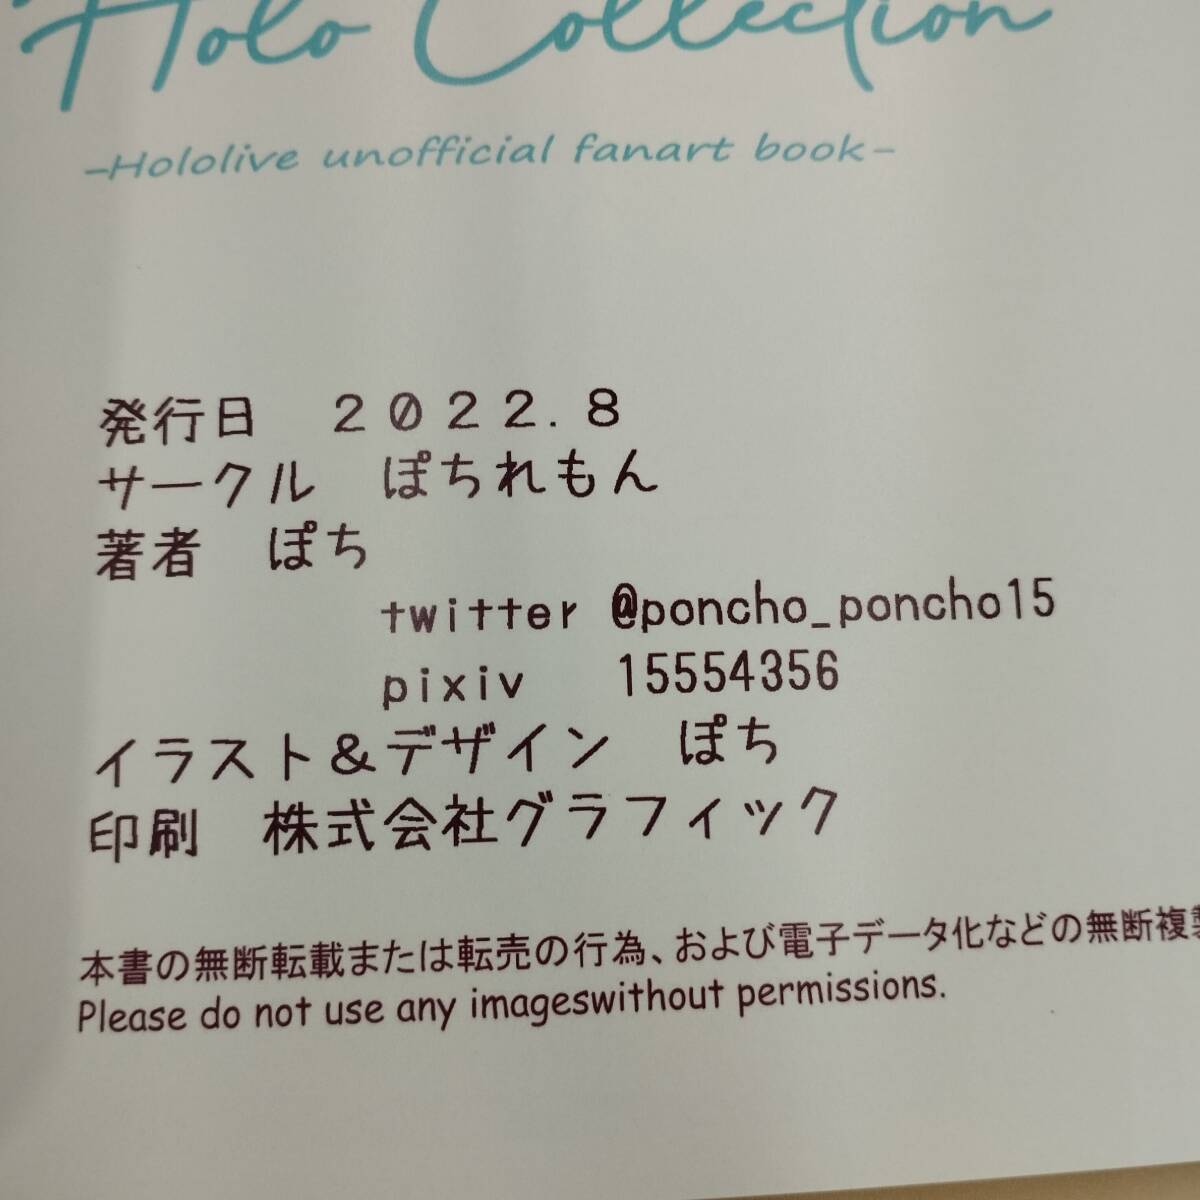 Holo Collection
-Hololive unofficial fanart book-
発行日　２０２２.８
サークル　ぽちれもん
著者　ぽち
twitter @poncho_poncho15
pixiv　15554356
イラスト＆デザイン　ぽち
印刷　株式会社グラフィック
本書の無断転載または転売の行為、および電子データ化などの無断複製
Please do not use any imageswithout permissions.